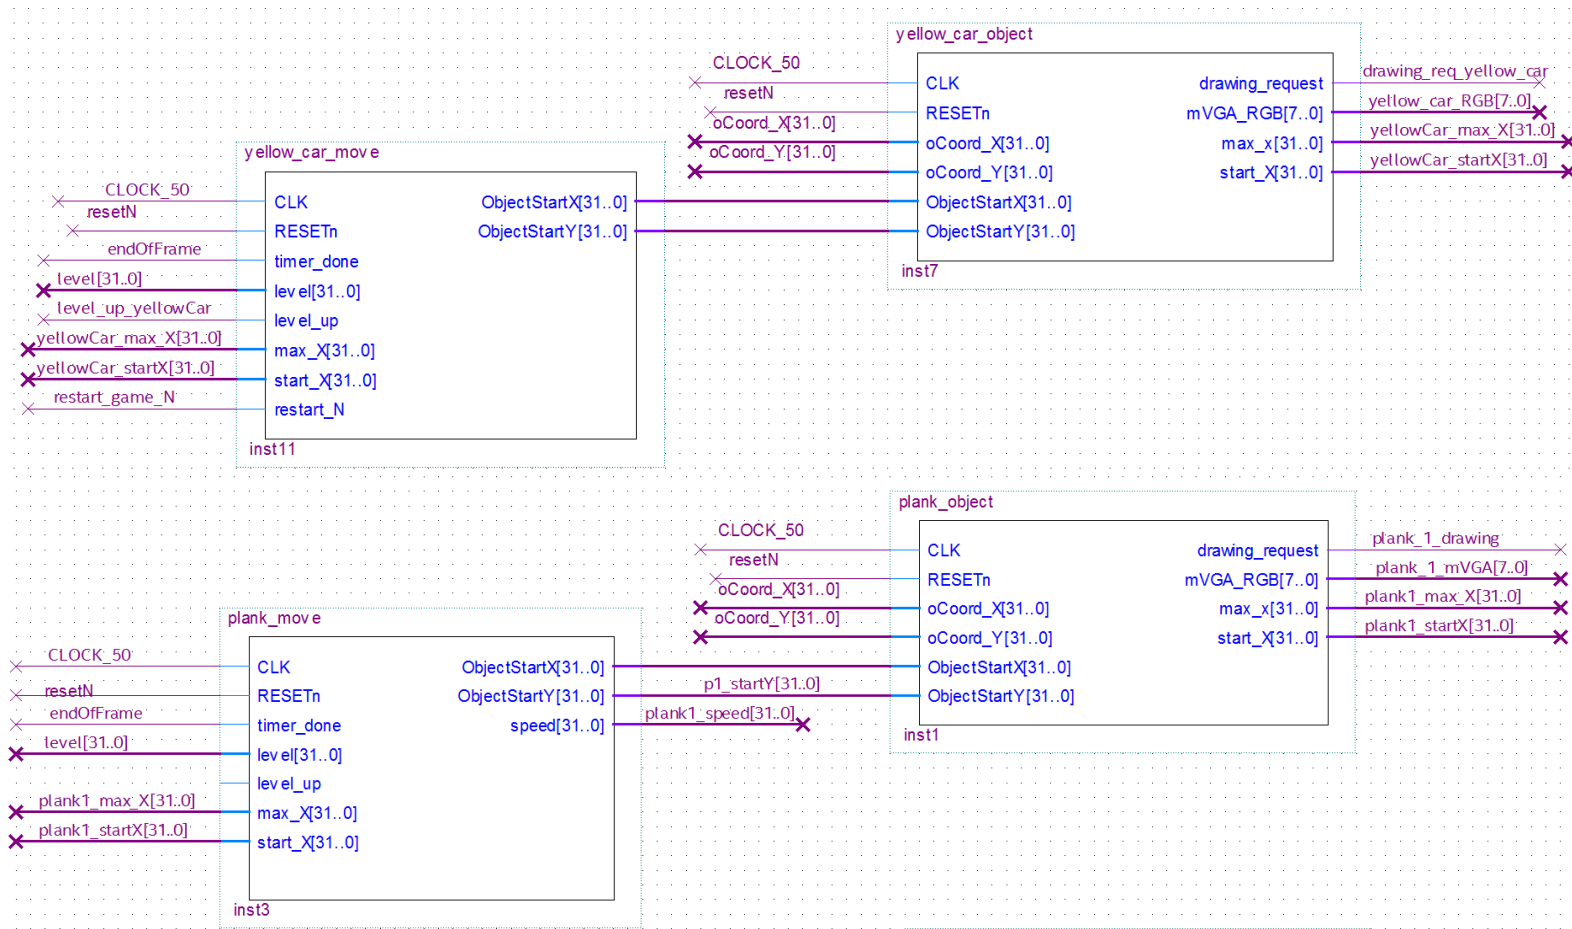 yellow_car_object
CLOCK_50
CLK
drawing_request
drawing_req_yellow_car
resetN
RESETn
mVGA_RGB[7..0]
yellow_car_RGB[7..0]
oCoord_X[31..0]
oCoord_X[31..0]
max_x[31..0]
yellowCar_max_X[31..0]
oCoord_Y[31..0]
oCoord_Y[31..0]
start_X[31..0]
yellowCar_startX[31..0]
ObjectStartX[31..0]
ObjectStartY[31..0]
inst7
yellow_car_move
CLOCK_50
CLK
ObjectStartX[31..0]
resetN
RESETn
ObjectStartY[31..0]
endOfFrame
timer_done
level[31..0]
level[31..0]
level_up_yellowCar
level_up
yellowCar_max_X[31..0]
max_X[31..0]
yellowCar_startX[31..0]
start_X[31..0]
restart_game_N
restart_N
inst11
plank_object
CLOCK_50
CLK
drawing_request
plank_1_drawing
resetN
RESETn
mVGA_RGB[7..0]
plank_1_mVGA[7..0]
oCoord_X[31..0]
oCoord_X[31..0]
max_x[31..0]
plank1_max_X[31..0]
oCoord_Y[31..0]
oCoord_Y[31..0]
start_X[31..0]
plank1_startX[31..0]
ObjectStartX[31..0]
ObjectStartY[31..0]
inst1
plank_move
CLOCK_50
CLK
ObjectStartX[31..0]
resetN
RESETn
ObjectStartY[31..0]
p1_startY[31..0]
endOfFrame
timer_done
speed[31..0]
plank1_speed[31..0]
level[31..0]
level[31..0]
level_up
plank1_max_X[31..0]
max_X[31..0]
plank1_startX[31..0]
start_X[31..0]
inst3